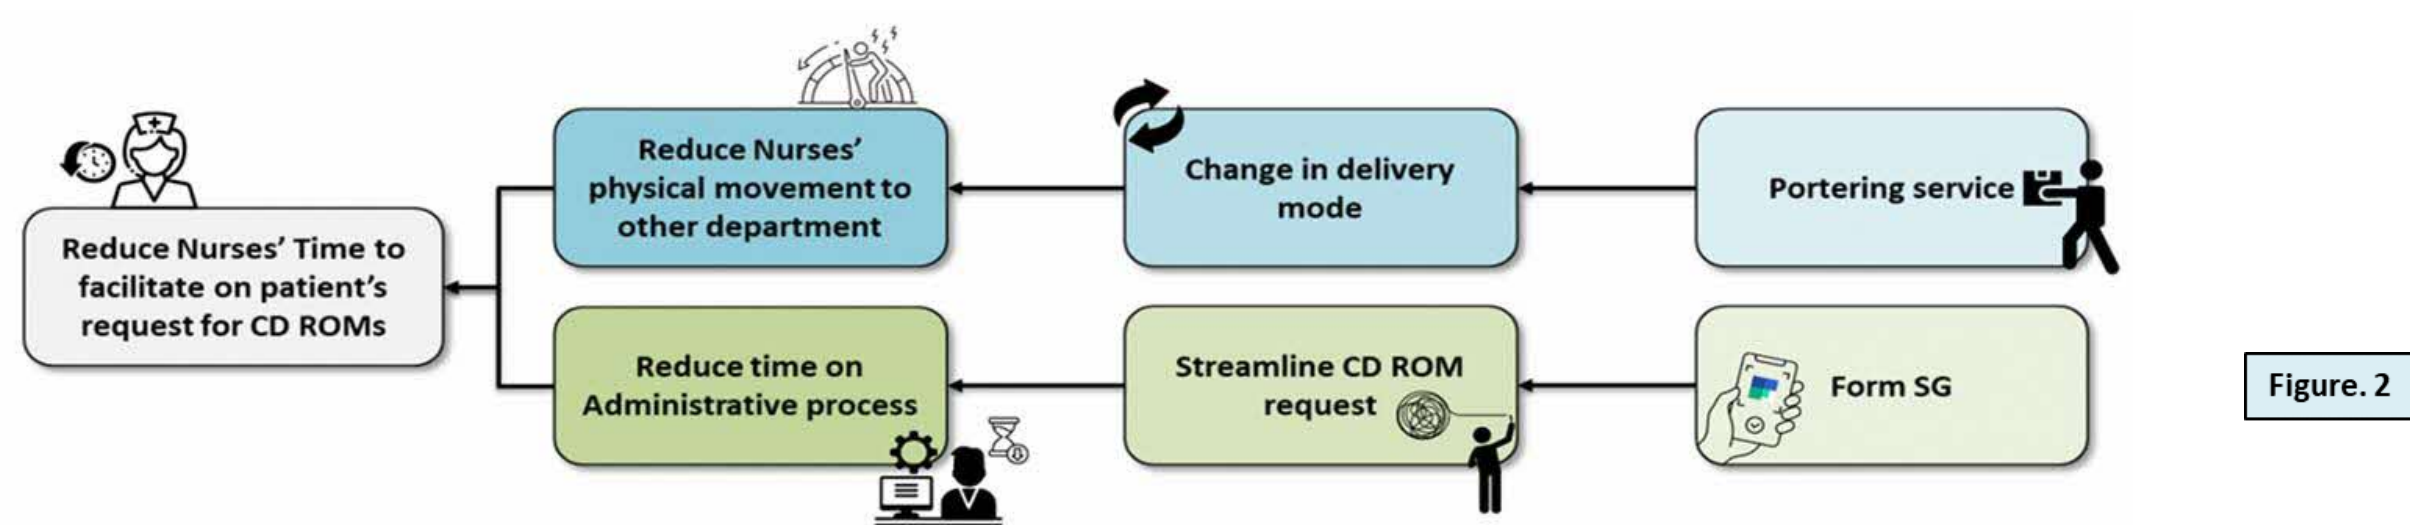 Reduce Nurses' Time to
facilitate on patient's
request for CD ROMs
Reduce Nurses'
physical movement to
other department
Change in delivery
mode
Portering service
Reduce time on
Administrative process
Streamline CD ROM
request
Form SG
Figure. 2